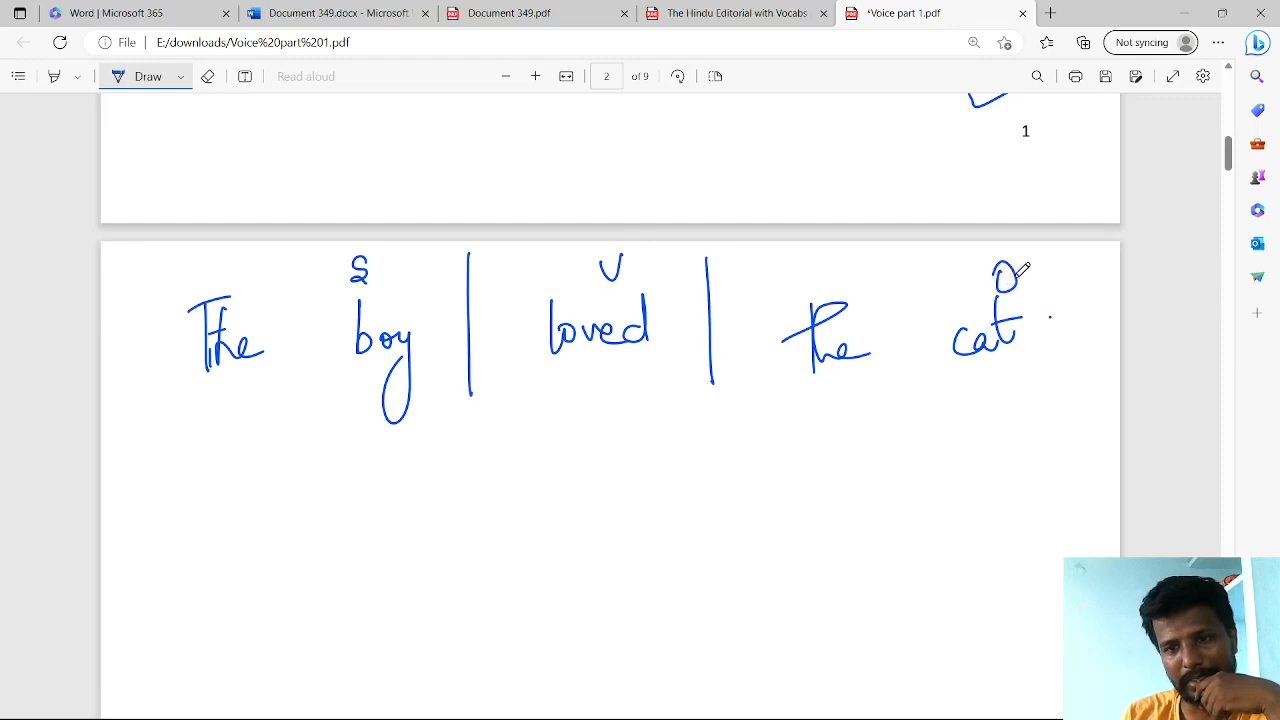 Word | Microsoft 365
Document 349.docx - Microsoft
Document 349.pdf
The Hindu Editorial with Vocabs
*Voice part 1.pdf
File E:/downloads/Voice%20part%201.pdf Not syncing
Draw Read aloud 2 of 9
1
S V O
The boy | loved | the cat .